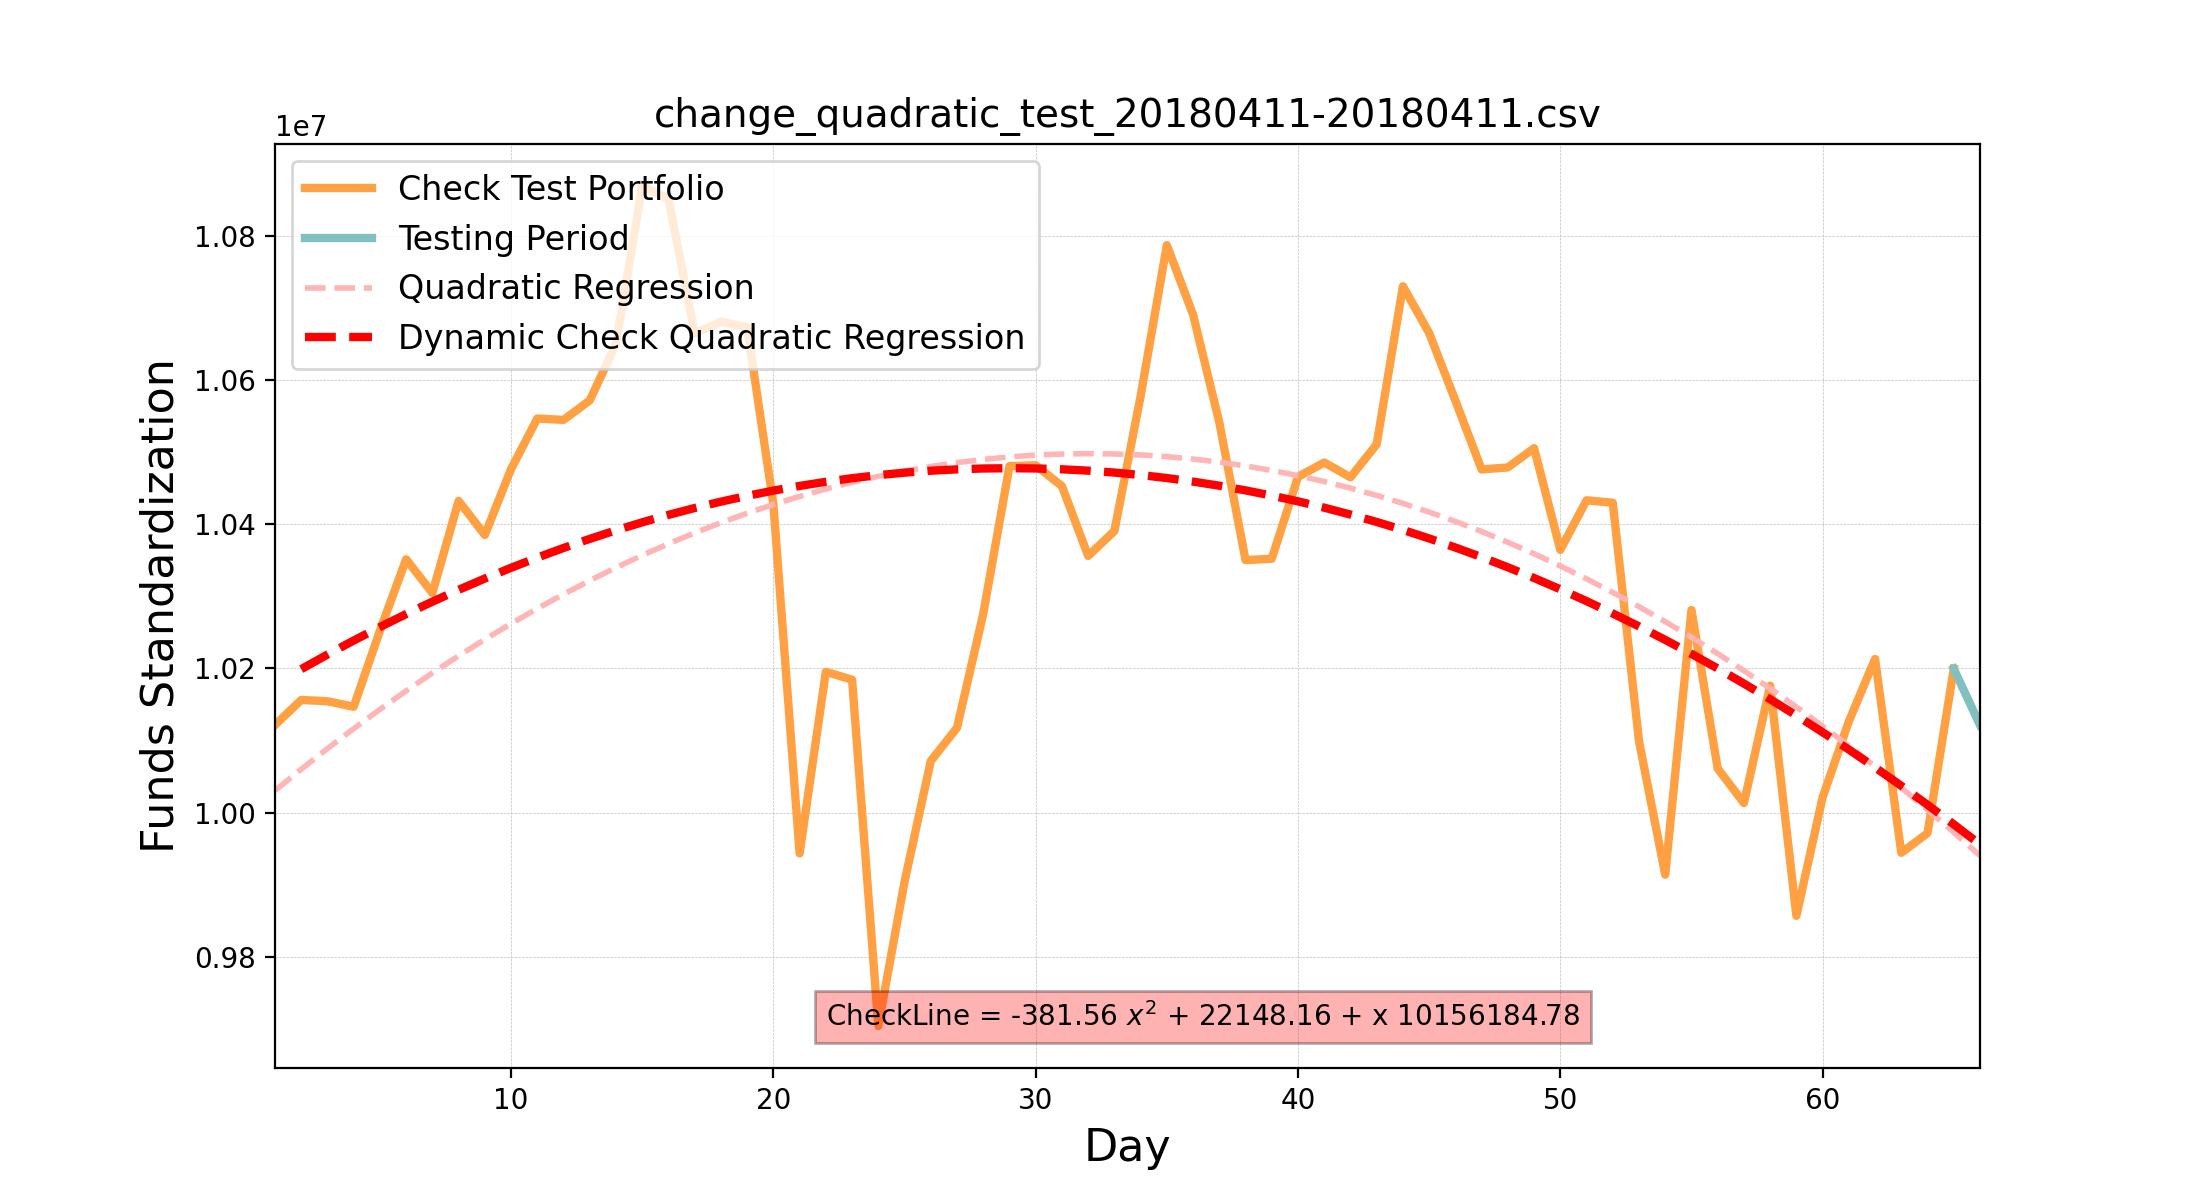 change_quadratic_test_20180411-20180411.csv
1e7
Check Test Portfolio
Testing Period
Quadratic Regression
Dynamic Check Quadratic Regression
1.08
1.06
1.04
1.02
1.00
0.98
Funds Standardization
CheckLine = -381.56 x² + 22148.16 + x 10156184.78
10 20 30 40 50 60
Day